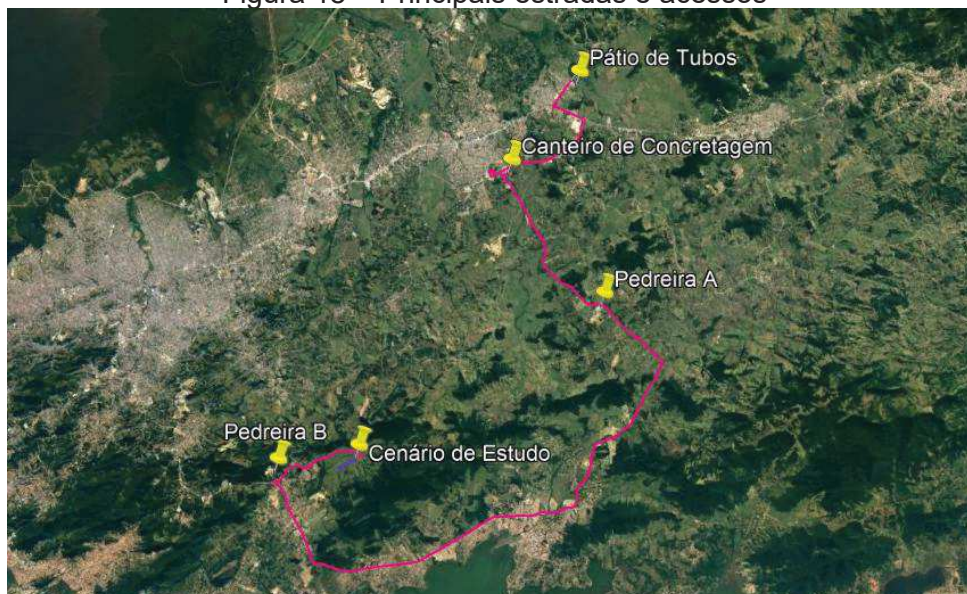 Figura – Principais estradas e acessos
Pátio de Tubos
Canteiro de Concretagem
Pedreira A
Pedreira B
Cenário de Estudo